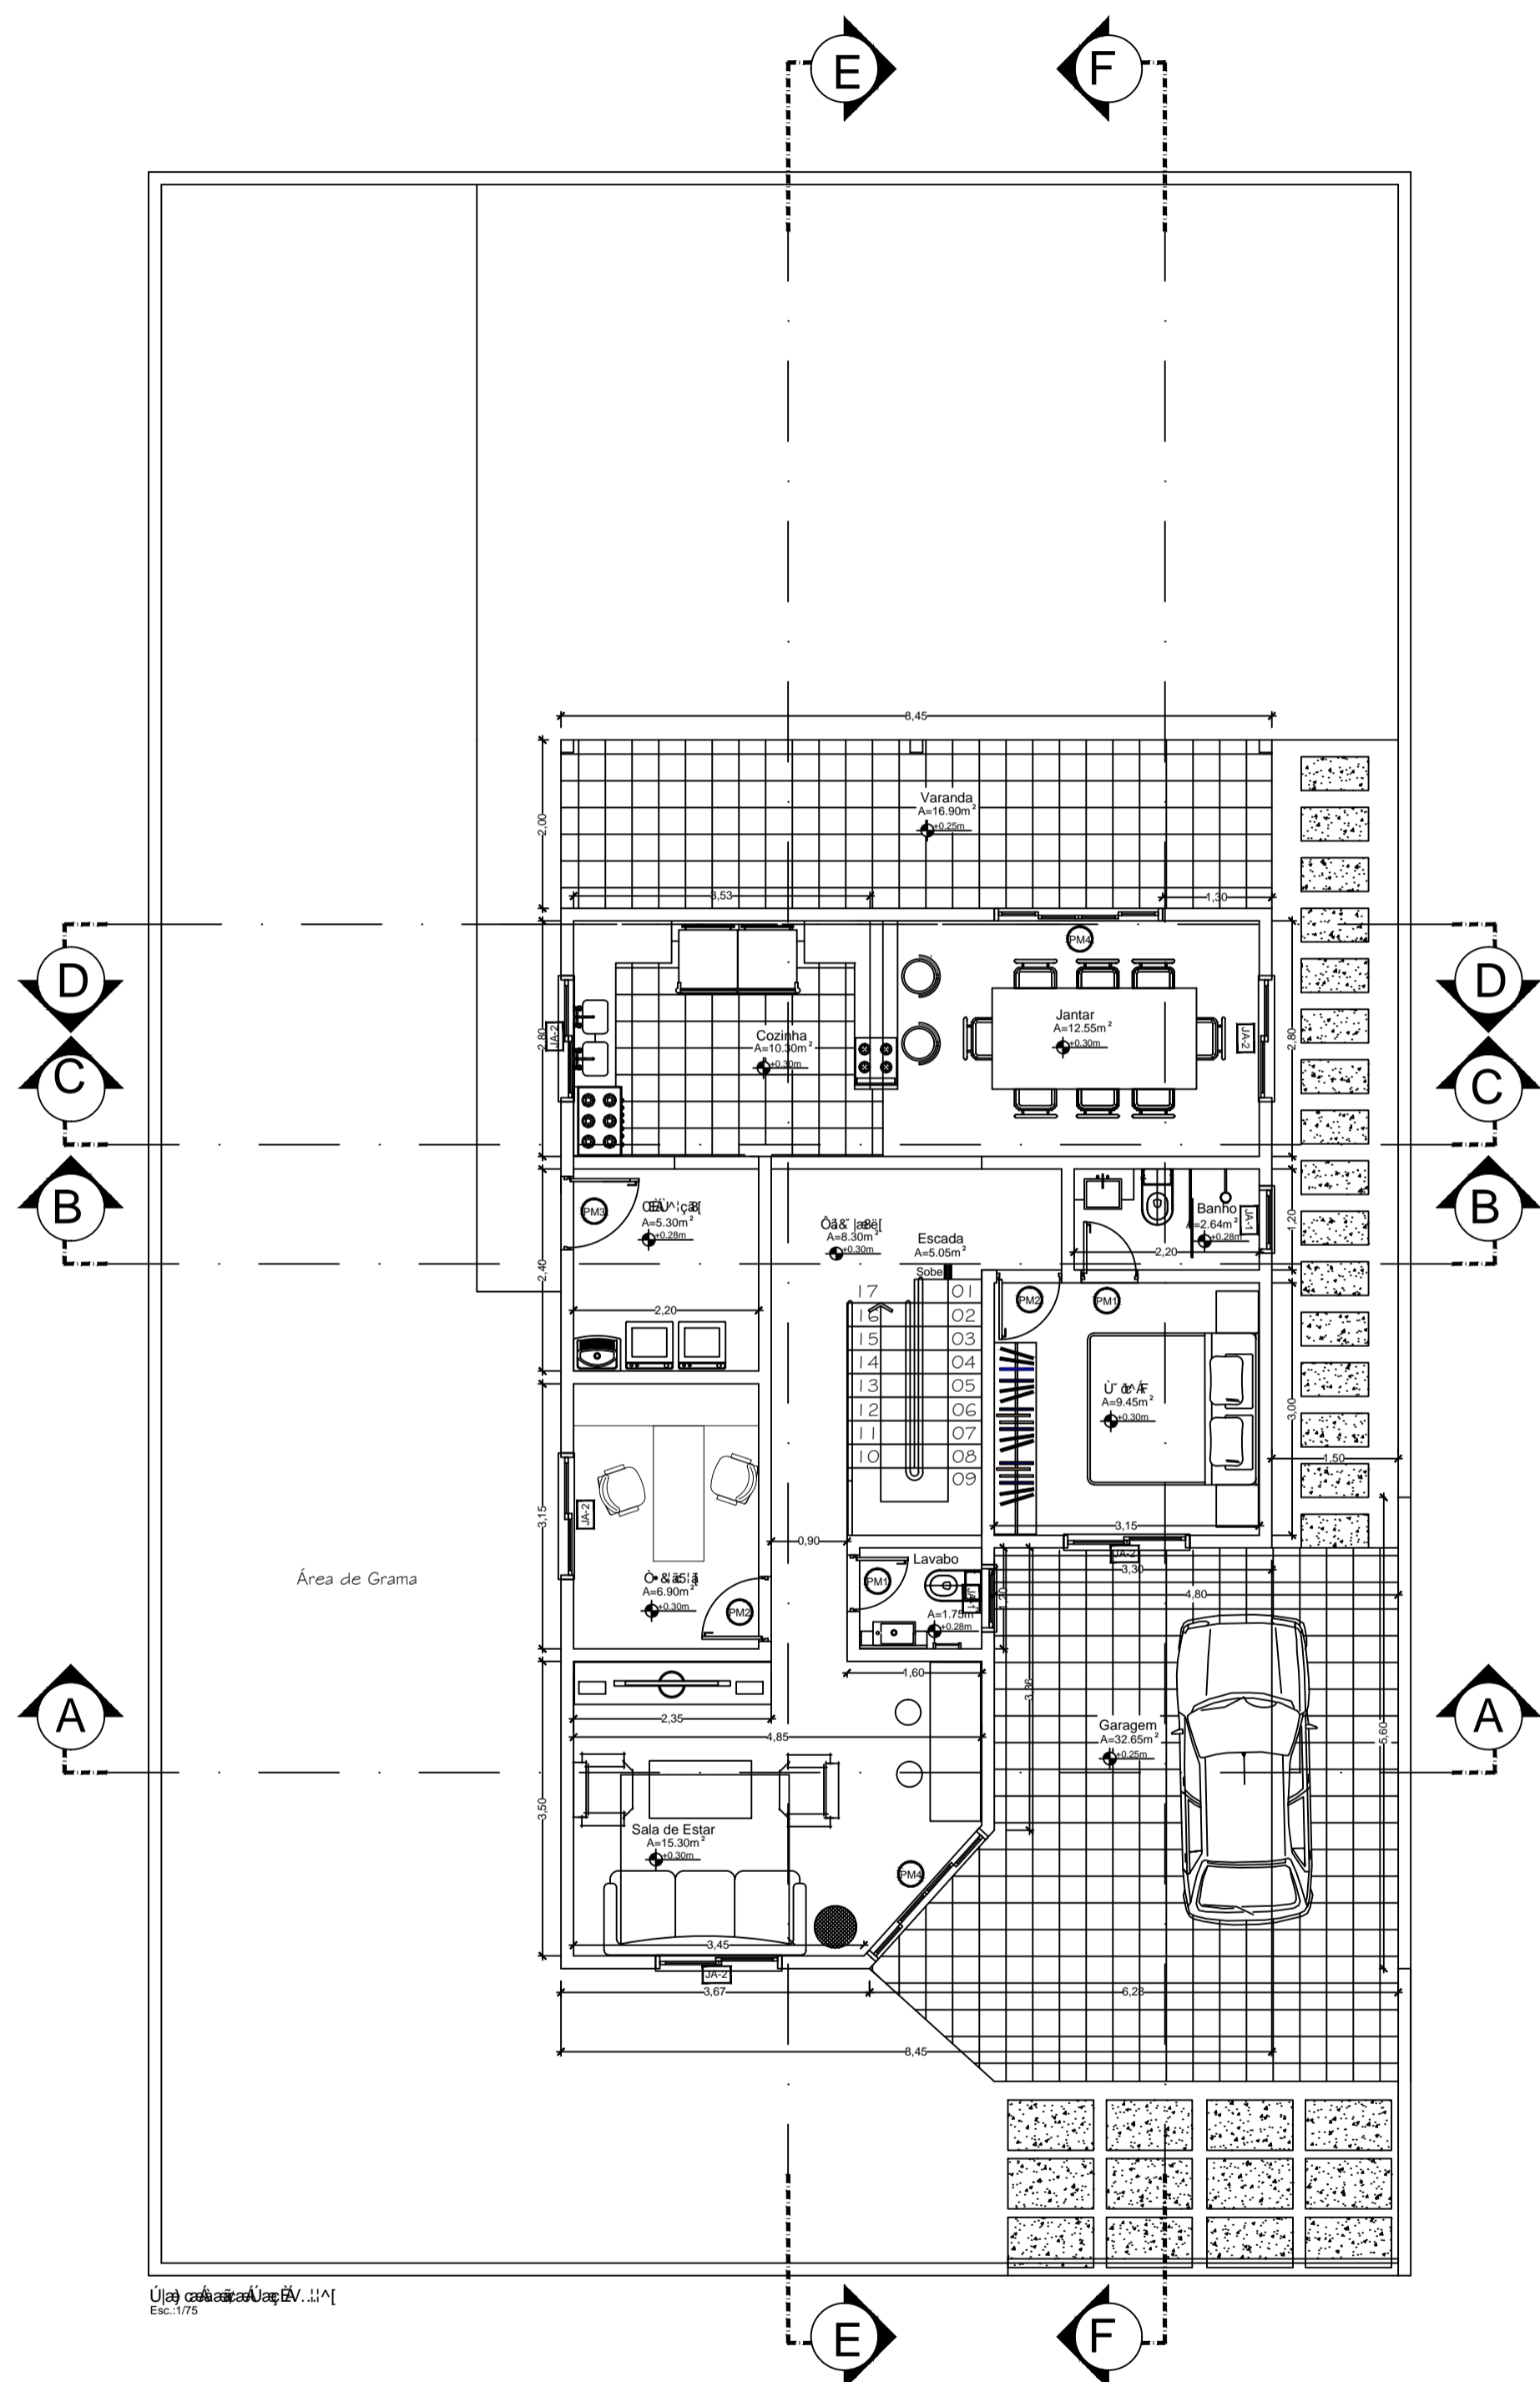 E
F
8,45
Varanda
A=16.90m²
+0.25m
2,00
3,53
1,30
D
D
PM4
Jantar
A=12.55m²
+0.30m
JA-2
JA-2
2,80
2,80
Cozinha
A=10.30m²
+0.30m
C
C
B
B
PM3
A=5.30m²
+0.28m
A=8.30m²
+0.30m
Escada
A=5.05m²
Banho
A=2.64m²
+0.28m
JA-1
1,20
2,20
2,40
Sobe
2,20
PM2
PM1
17
01
16
02
15
03
14
04
13
05
12
06
11
07
10
08
09
A=9.45m²
+0.30m
3,00
1,50
JA-2
3,15
3,15
0,90
JA-2
3,30
Lavabo
PM1
JA-1
1,20
4,80
Área de Grama
A=6.90m²
+0.30m
PM2
A=1.75m²
+0.28m
1,60
3,36
A
A
2,35
4,85
Garagem
A=32.65m²
+0.25m
5,60
3,50
Sala de Estar
A=15.30m²
+0.30m
PM4
3,45
JA-2
3,67
6,28
8,45
Esc.:1/75
E
F